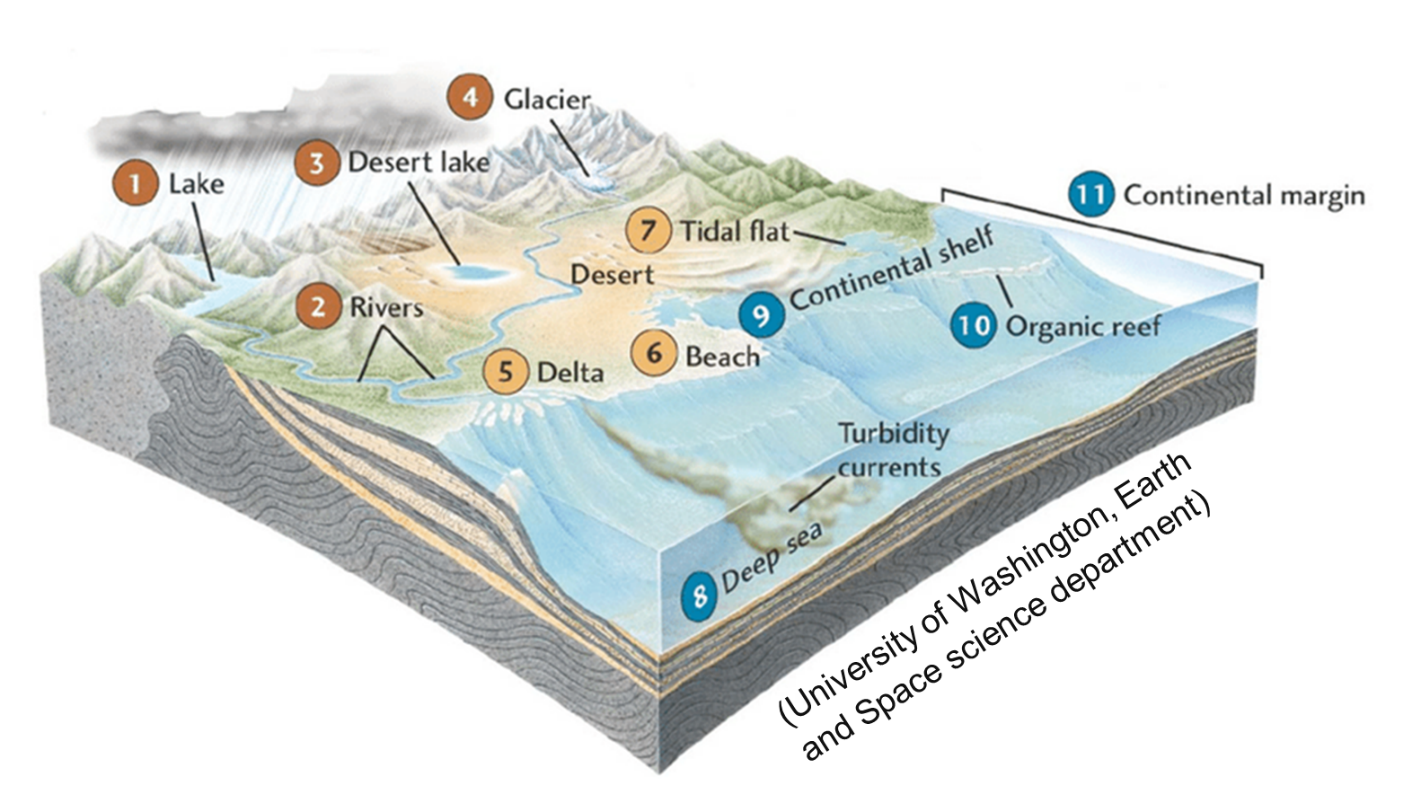 4 Glacier
3 Desert lake
1 Lake
11 Continental margin
7 Tidal flat
Continental shelf
Desert
2 Rivers
9
10 Organic reef
6 Beach
5 Delta
Turbidity
currents
8 Deep sea
(University of Washington, Earth
and Space science department)